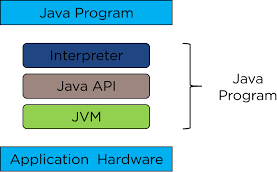 Java Program
Interpreter
Java API
JVM
Java
Program
Application Hardware